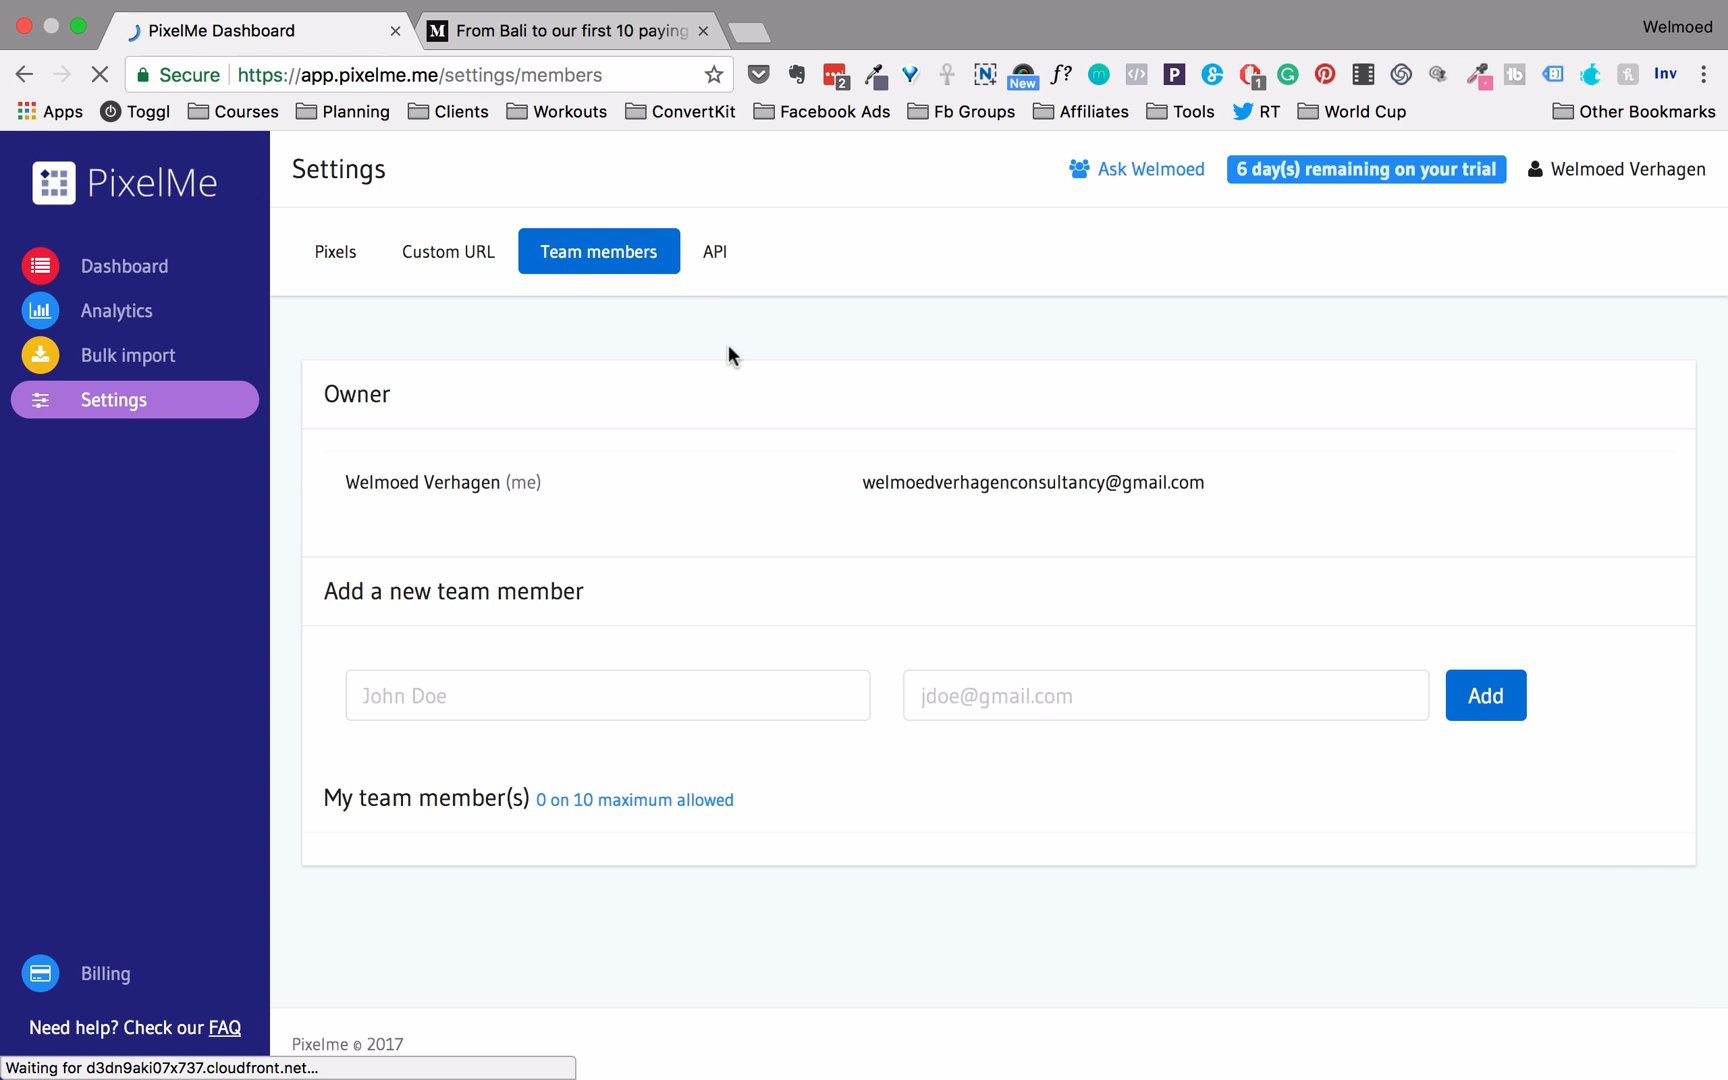 PixelMe Dashboard
From Bali to our first 10 paying
Welmoed
Secure https://app.pixelme.me/settings/members
2 New f? P 1 Inv
Apps Toggl Courses Planning Clients Workouts ConvertKit Facebook Ads Fb Groups Affiliates Tools RT World Cup Other Bookmarks
PixelMe
Settings
Ask Welmoed
6 day(s) remaining on your trial
Welmoed Verhagen
Pixels Custom URL Team members API
Dashboard
Analytics
Bulk import
Settings
Owner
Welmoed Verhagen (me) welmoedverhagenconsultancy@gmail.com
Add a new team member
John Doe jdoe@gmail.com Add
My team member(s) 0 on 10 maximum allowed
Billing
Need help? Check our FAQ
Pixelme © 2017
Waiting for d3dn9aki07x737.cloudfront.net...